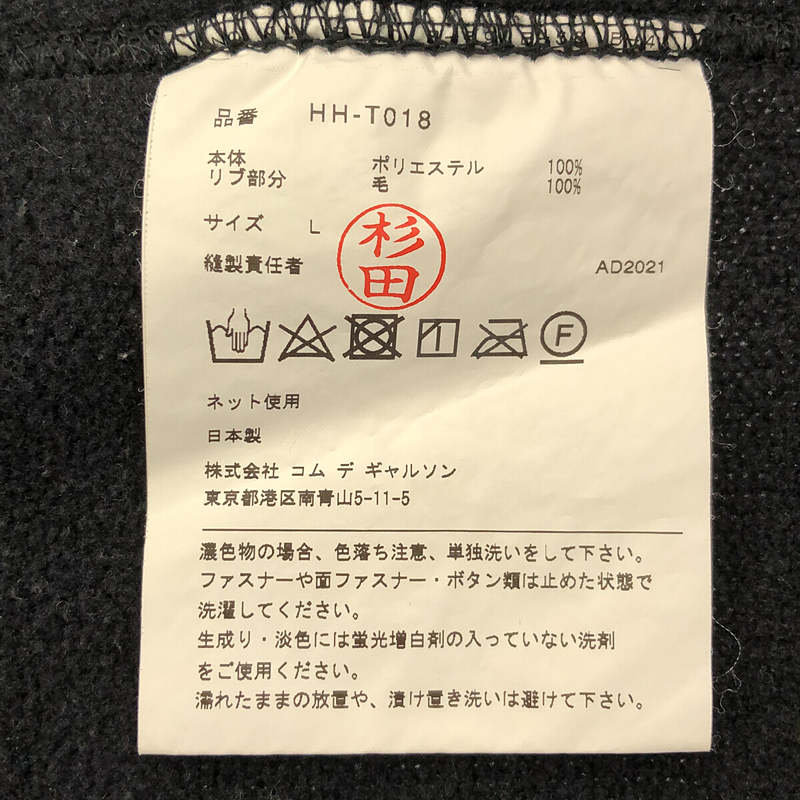 品番 HH-T018
本体 ポリエステル 100%
リブ部分 毛 100%
サイズ L
杉田
縫製責任者 AD2021
F
ネット使用
日本製
株式会社 コム デ ギャルソン
東京都港区南青山5-11-5
濃色物の場合、色落ち注意、単独洗いをして下さい。
ファスナーや面ファスナー・ボタン類は止めた状態で
洗濯してください。
生成り・淡色には蛍光増白剤の入っていない洗剤
をご使用ください。
濡れたままの放置や、漬け置き洗いは避けて下さい。